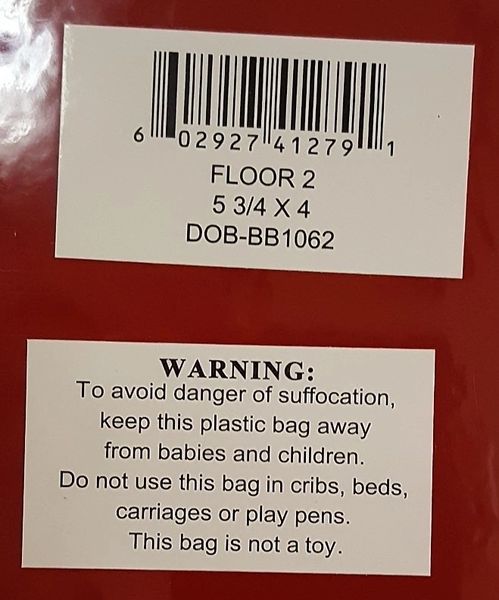 6 02927 41279 1
FLOOR 2
5 3/4 X 4
DOB-BB1062
WARNING:
To avoid danger of suffocation,
keep this plastic bag away
from babies and children.
Do not use this bag in cribs, beds,
carriages or play pens.
This bag is not a toy.